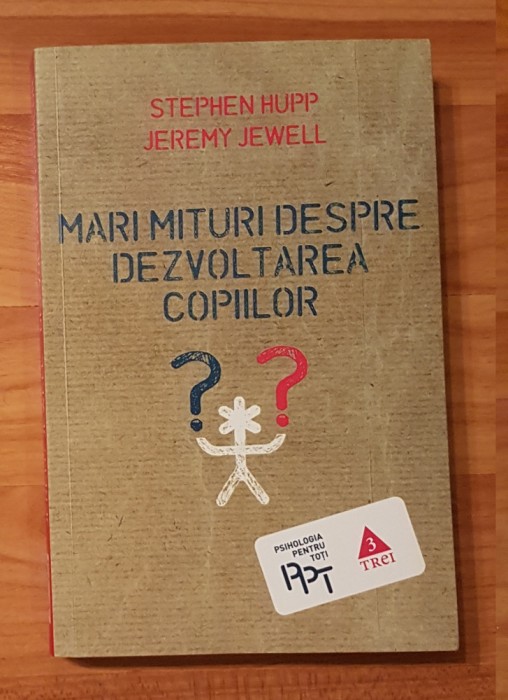 STEPHEN HUPP
JEREMY JEWELL
MARI MITURI DESPRE
DEZVOLTAREA
COPIILOR
? ?
PSIHOLOGIA
PENTRU
TOȚI
PPT
3
TREI